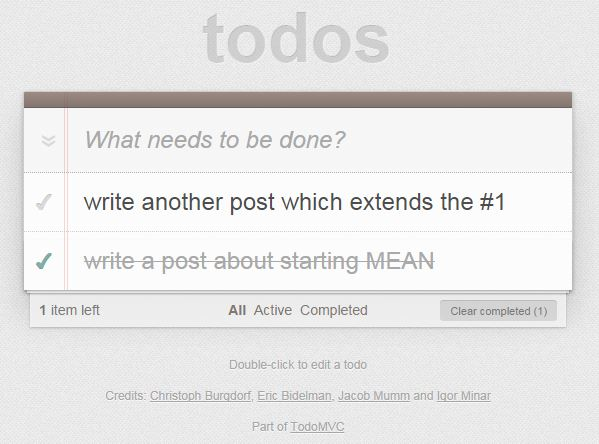 todos
What needs to be done?
write another post which extends the #1
write a post about starting MEAN
1 item left All Active Completed Clear completed (1)
Double-click to edit a todo
Credits: Christoph Burgdorf, Eric Bidelman, Jacob Mumm and Igor Minar
Part of TodoMVC